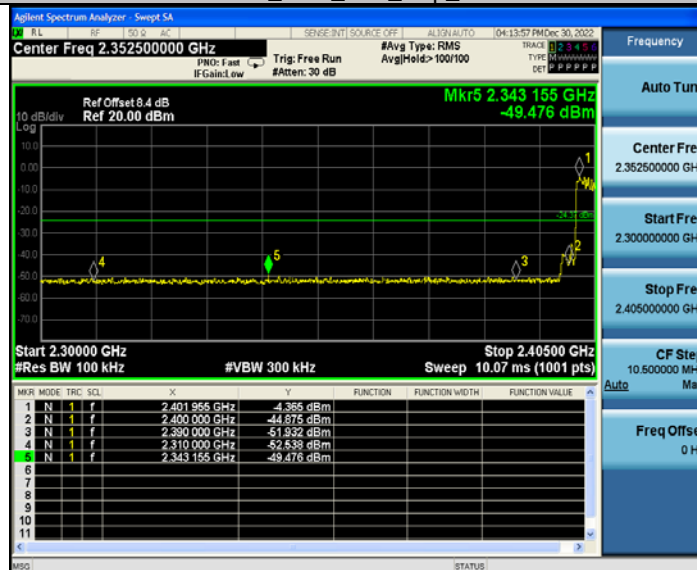 Agilent Spectrum Analyzer - Swept SA
RL RF 50 Ω AC SENSE:INT SOURCE OFF ALIGN AUTO 04:13:57 PM Dec 30, 2022
Center Freq 2.352500000 GHz
PNO: Fast
IFGain:Low
Trig: Free Run
#Atten: 30 dB
#Avg Type: RMS
Avg|Hold:>100/100
TRACE 1 2 3 4 5 6
TYPE M
DET P P P P P P
Ref Offset 8.4 dB
10 dB/div Ref 20.00 dBm
Log
Mkr5 2.343 155 GHz
-49.476 dBm
10.0
0.00
-10.0
-20.0
-30.0
-40.0
-50.0
-60.0
-70.0
1
2
3
4
5
Start 2.30000 GHz Stop 2.40500 GHz
#Res BW 100 kHz #VBW 300 kHz Sweep 10.07 ms (1001 pts)
MKR MODE TRC SCL X Y FUNCTION FUNCTION WIDTH FUNCTION VALUE
1 N 1 f 2.401 955 GHz -4.365 dBm
2 N 1 f 2.400 000 GHz -44.875 dBm
3 N 1 f 2.390 000 GHz -51.932 dBm
4 N 1 f 2.310 000 GHz -52.538 dBm
5 N 1 f 2.343 155 GHz -49.476 dBm
6
7
8
9
10
11
MSG STATUS
Frequency
Auto Tun
Center Fre
2.352500000 GH
Start Fre
2.300000000 GH
Stop Fre
2.405000000 GH
CF Ste
10.500000 MH
Auto Ma
Freq Offse
0 H